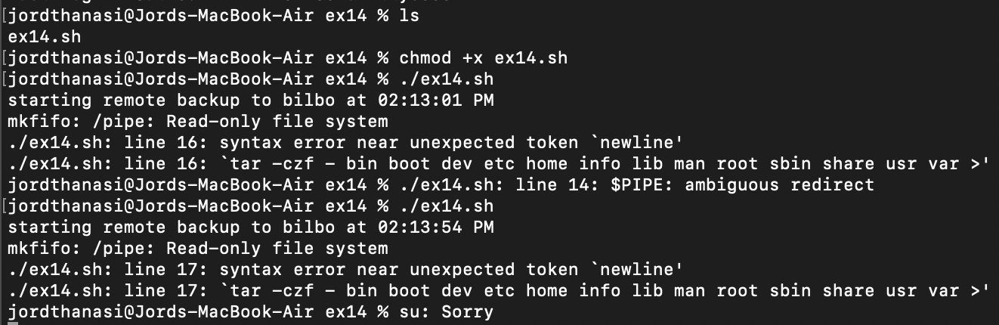 [jordthanasi@Jords-MacBook-Air ex14 % ls
ex14.sh
[jordthanasi@Jords-MacBook-Air ex14 % chmod +x ex14.sh
[jordthanasi@Jords-MacBook-Air ex14 % ./ex14.sh
starting remote backup to bilbo at 02:13:01 PM
mkfifo: /pipe: Read-only file system
./ex14.sh: line 16: syntax error near unexpected token `newline'
./ex14.sh: line 16: `tar -czf - bin boot dev etc home info lib man root sbin share usr var >'
jordthanasi@Jords-MacBook-Air ex14 % ./ex14.sh: line 14: $PIPE: ambiguous redirect
[jordthanasi@Jords-MacBook-Air ex14 % ./ex14.sh
starting remote backup to bilbo at 02:13:54 PM
mkfifo: /pipe: Read-only file system
./ex14.sh: line 17: syntax error near unexpected token `newline'
./ex14.sh: line 17: `tar -czf - bin boot dev etc home info lib man root sbin share usr var >'
jordthanasi@Jords-MacBook-Air ex14 % su: Sorry